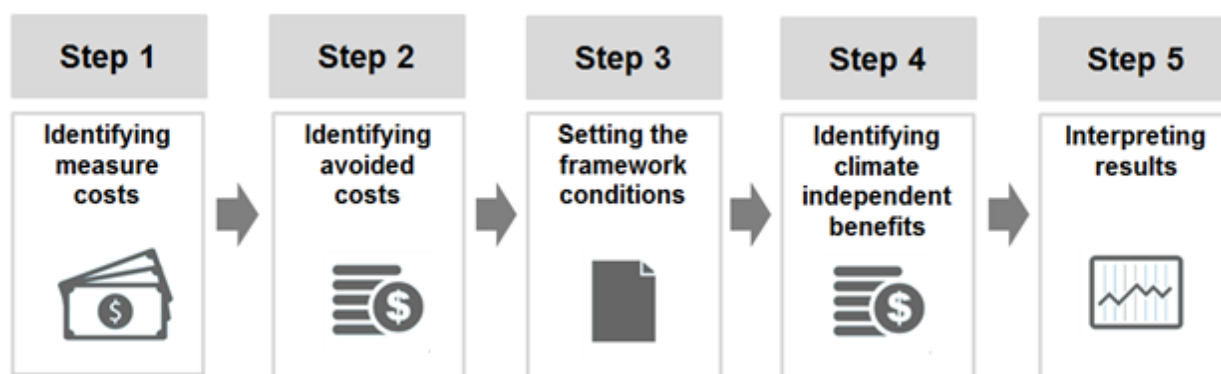 Step 1
Identifying
measure
costs
$
Step 2
Identifying
avoided
costs
$
Step 3
Setting the
framework
conditions
Step 4
Identifying
climate
independent
benefits
$
Step 5
Interpreting
results